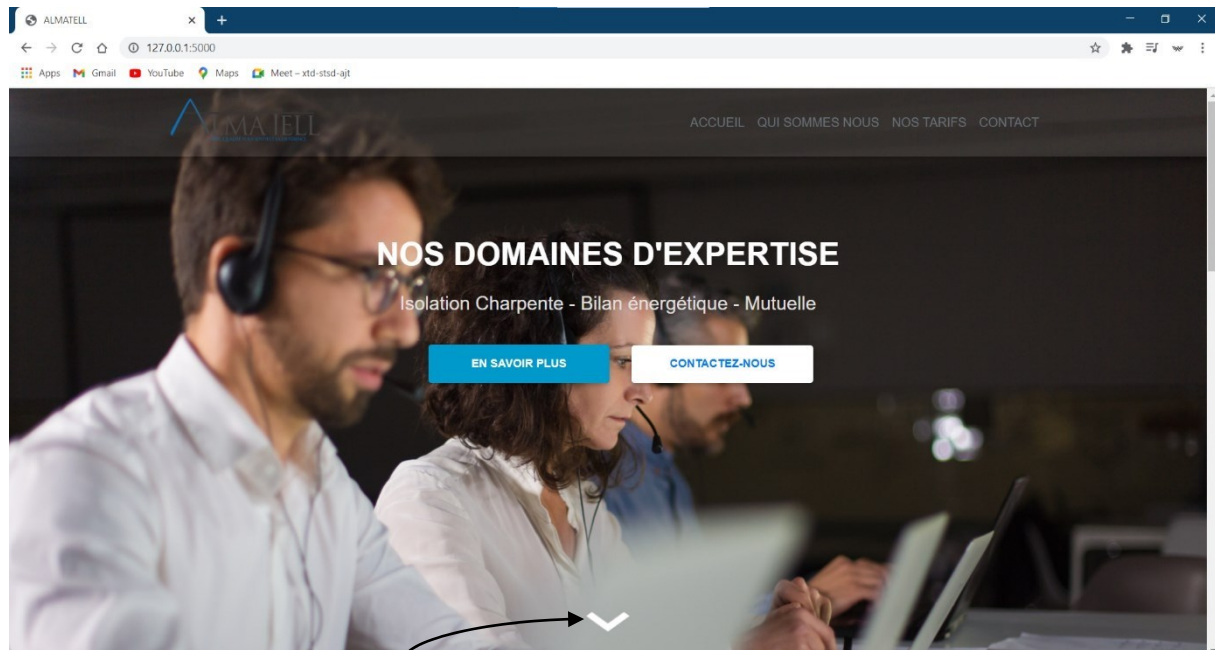 ALMATELL
127.0.0.1:5000
Apps Gmail YouTube Maps Meet – xtd-stsd-ajt
ALMATELL
ACCUEIL QUI SOMMES NOUS NOS TARIFS CONTACT
NOS DOMAINES D'EXPERTISE
Isolation Charpente - Bilan énergétique - Mutuelle
EN SAVOIR PLUS CONTACTEZ-NOUS